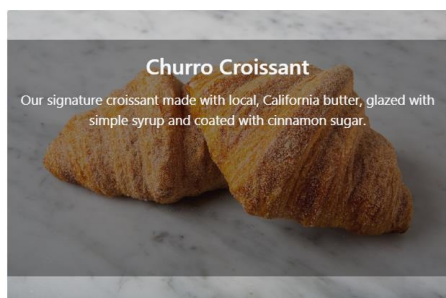 Churro Croissant
Our signature croissant made with local, California butter, glazed with
simple syrup and coated with cinnamon sugar.